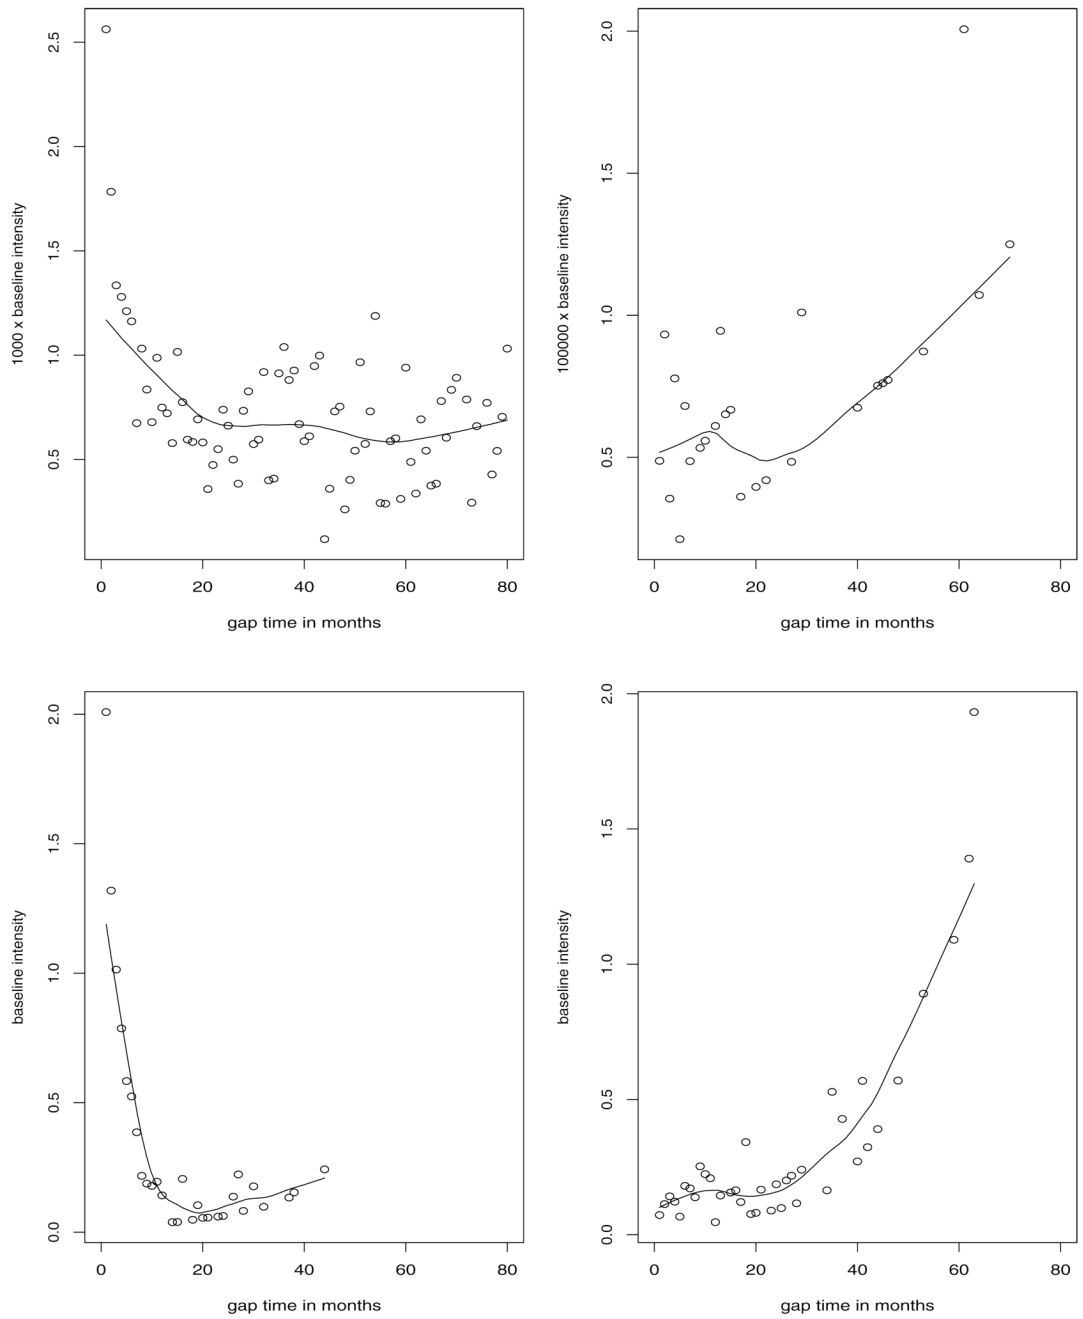 1000 x baseline intensity
0.5 1.0 1.5 2.0 2.5
0 20 40 60 80
gap time in months
100000 x baseline intensity
0.5 1.0 1.5 2.0
0 20 40 60 80
gap time in months
baseline intensity
0.0 0.5 1.0 1.5 2.0
0 20 40 60 80
gap time in months
baseline intensity
0.0 0.5 1.0 1.5 2.0
0 20 40 60 80
gap time in months